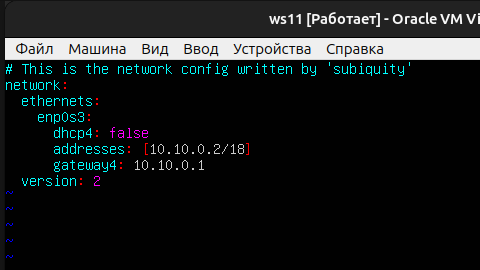 ws11 [Работает] - Oracle VM Vi
Файл Машина Вид Ввод Устройства Справка
# This is the network config written by 'subiquity'
network:
  ethernets:
    enp0s3:
      dhcp4: false
      addresses: [10.10.0.2/18]
      gateway4: 10.10.0.1
  version: 2
~
~
~
~
~